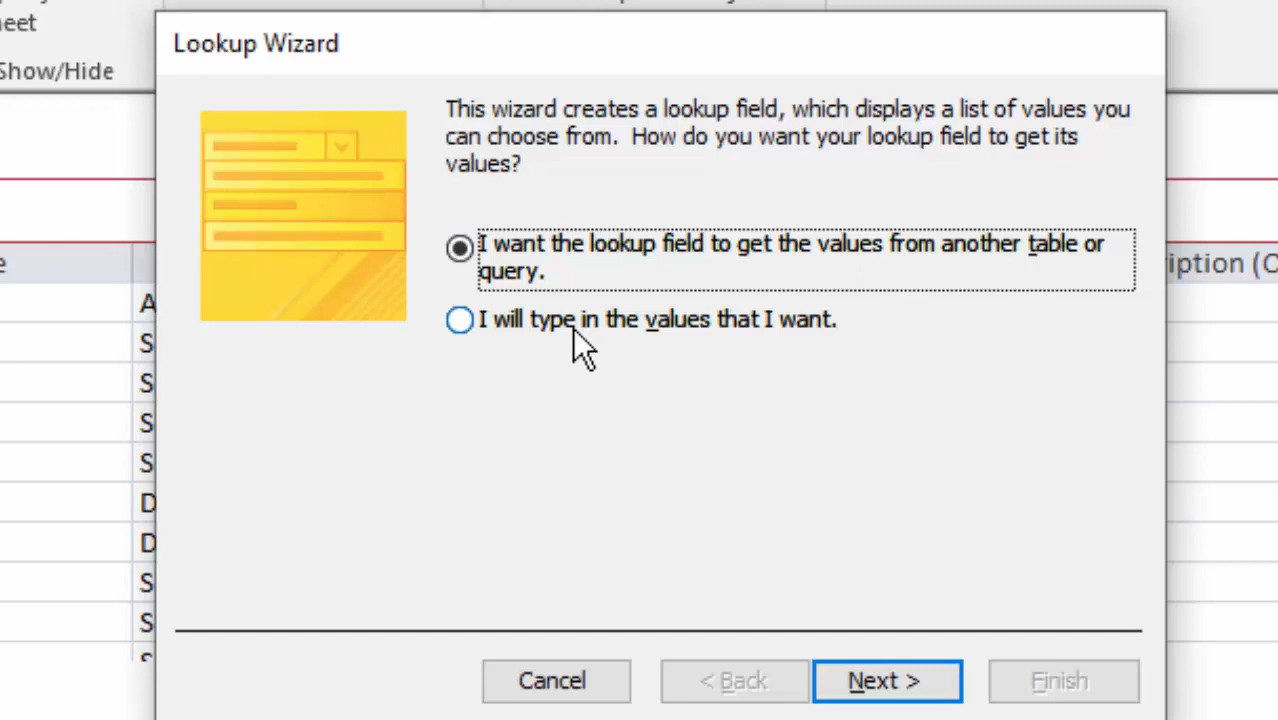 eet
Show/Hide
Lookup Wizard
This wizard creates a lookup field, which displays a list of values you
can choose from. How do you want your lookup field to get its
values?
I want the lookup field to get the values from another table or
query.
I will type in the values that I want.
e
iption (O
A
S
S
S
S
D
D
S
S
Cancel
< Back
Next >
Finish